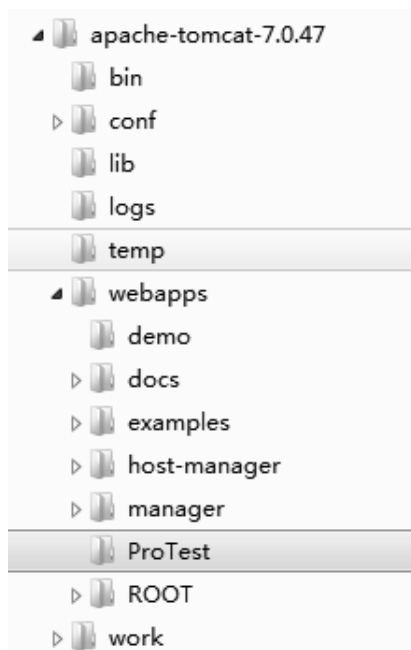 apache-tomcat-7.0.47
bin
conf
lib
logs
temp
webapps
demo
docs
examples
host-manager
manager
ProTest
ROOT
work